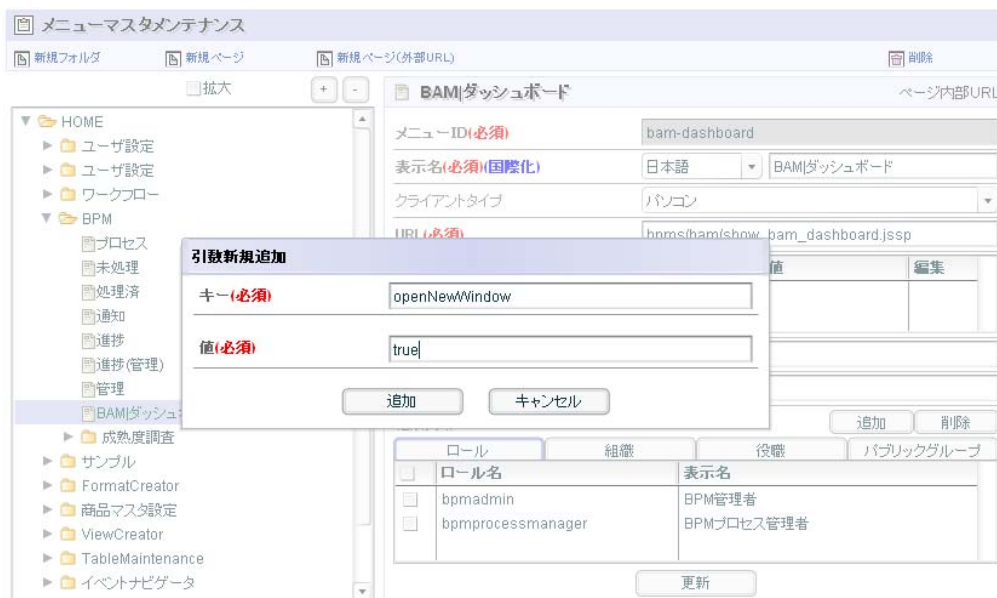 メニューマスタメンテナンス
新規フォルダ 新規ページ 新規ページ(外部URL) 削除
拡大 + -
HOME
ユーザ設定
ユーザ設定
ワークフロー
BPM
プロセス
未処理
処理済
通知
進捗
進捗(管理)
管理
BAM|ダッシュ
成熟度調査
サンプル
FormatCreator
商品マスタ設定
ViewCreator
TableMaintenance
イベントナビゲータ
BAM|ダッシュボード ページ内部URL
メニューID(必須) bam-dashboard
表示名(必須)(国際化) 日本語 BAM|ダッシュボード
クライアントタイプ パソコン
URL(必須) bpms/bam/show_bam_dashboard.jssp
値 編集
引数新規追加
キー(必須) openNewWindow
値(必須) true
追加 キャンセル
追加 削除
ロール 組織 役職 パブリックグループ
ロール名 表示名
bpmadmin BPM管理者
bpmprocessmanager BPMプロセス管理者
更新